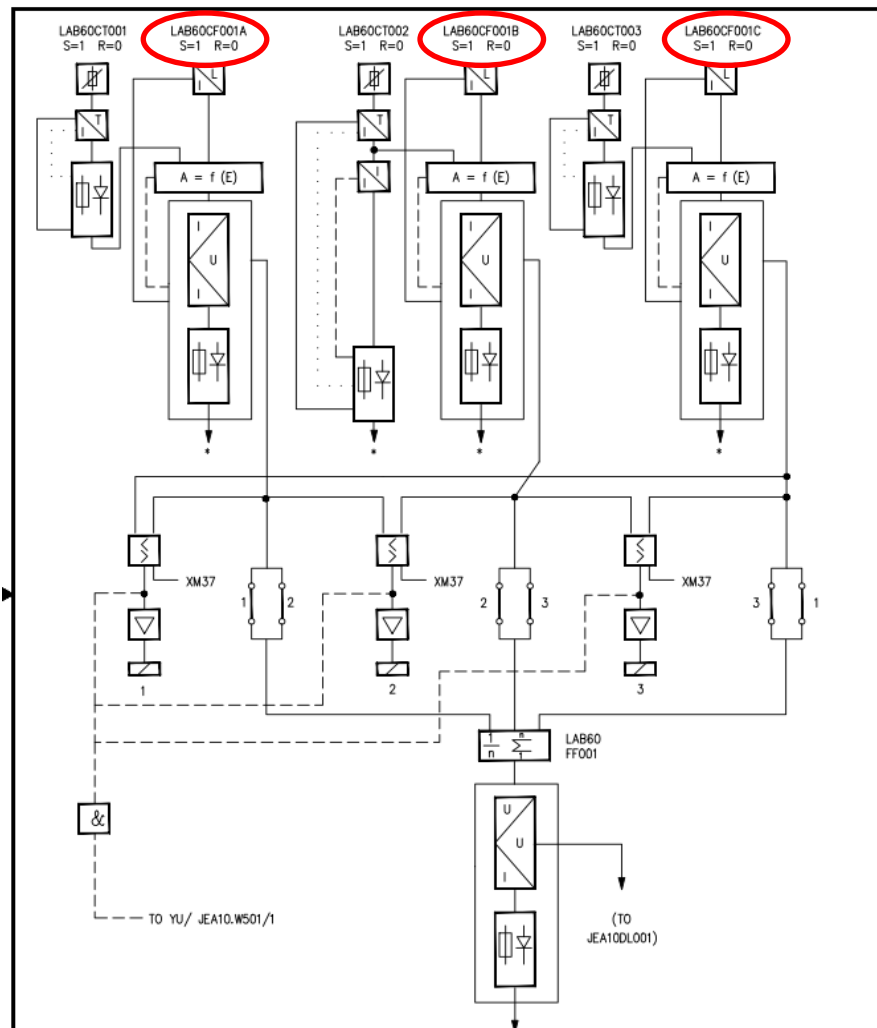 LAB60CT001 LAB60CF001A LAB60CT002 LAB60CF001B LAB60CT003 LAB60CF001C
S=1 R=0 S=1 R=0 S=1 R=0 S=1 R=0 S=1 R=0 S=1 R=0
I L I L I L
I T I T I T
I I
A = f (E) A = f (E) A = f (E)
I I I
U U U
I I I
* * * *
XM37 XM37 XM37
1 2 2 3 3 1
1 2 3
1/n n Σ 1
LAB60
FF001
&
U
U
I
TO YU/ JEA10.W501/1
(TO
JEA10DL001)